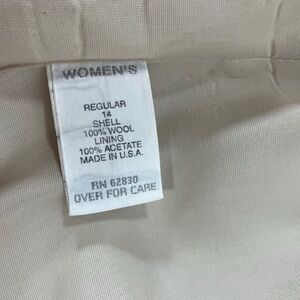 WOMEN'S
REGULAR
14
SHELL
100% WOOL
LINING
100% ACETATE
MADE IN U.S.A.
RN 62830
OVER FOR CARE